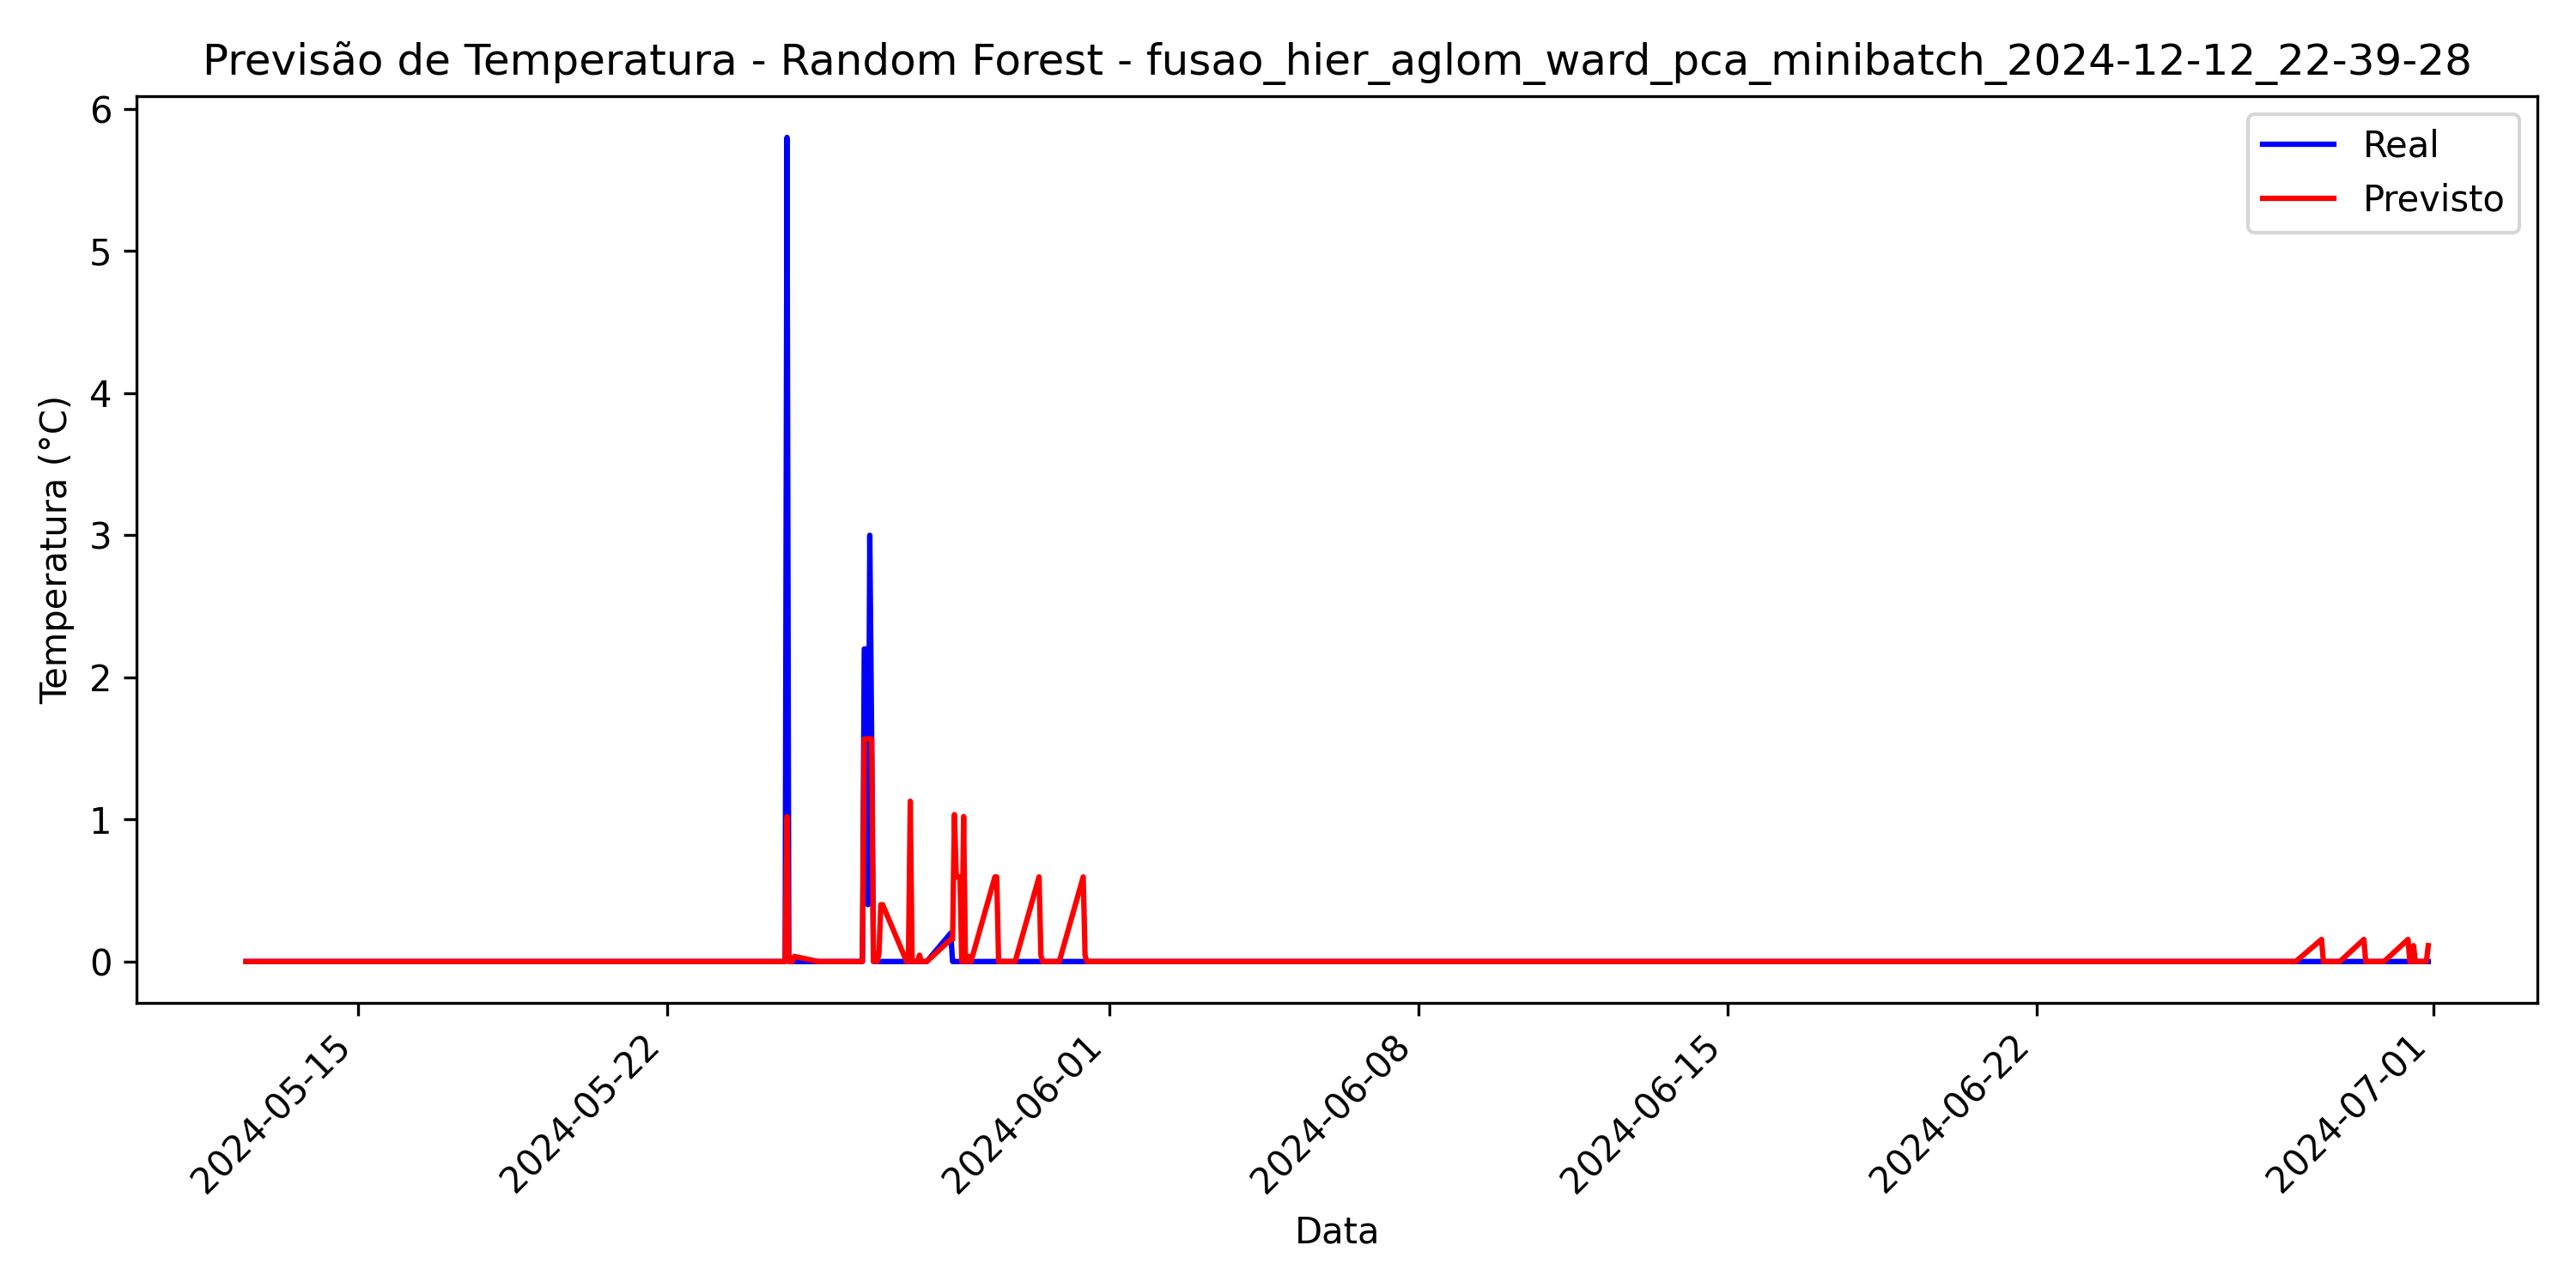 Previsão de Temperatura - Random Forest - fusao_hier_aglom_ward_pca_minibatch_2024-12-12_22-39-28
Real
Previsto
Temperatura (°C)
6
5
4
3
2
1
0
2024-05-15
2024-05-22
2024-06-01
2024-06-08
2024-06-15
2024-06-22
2024-07-01
Data